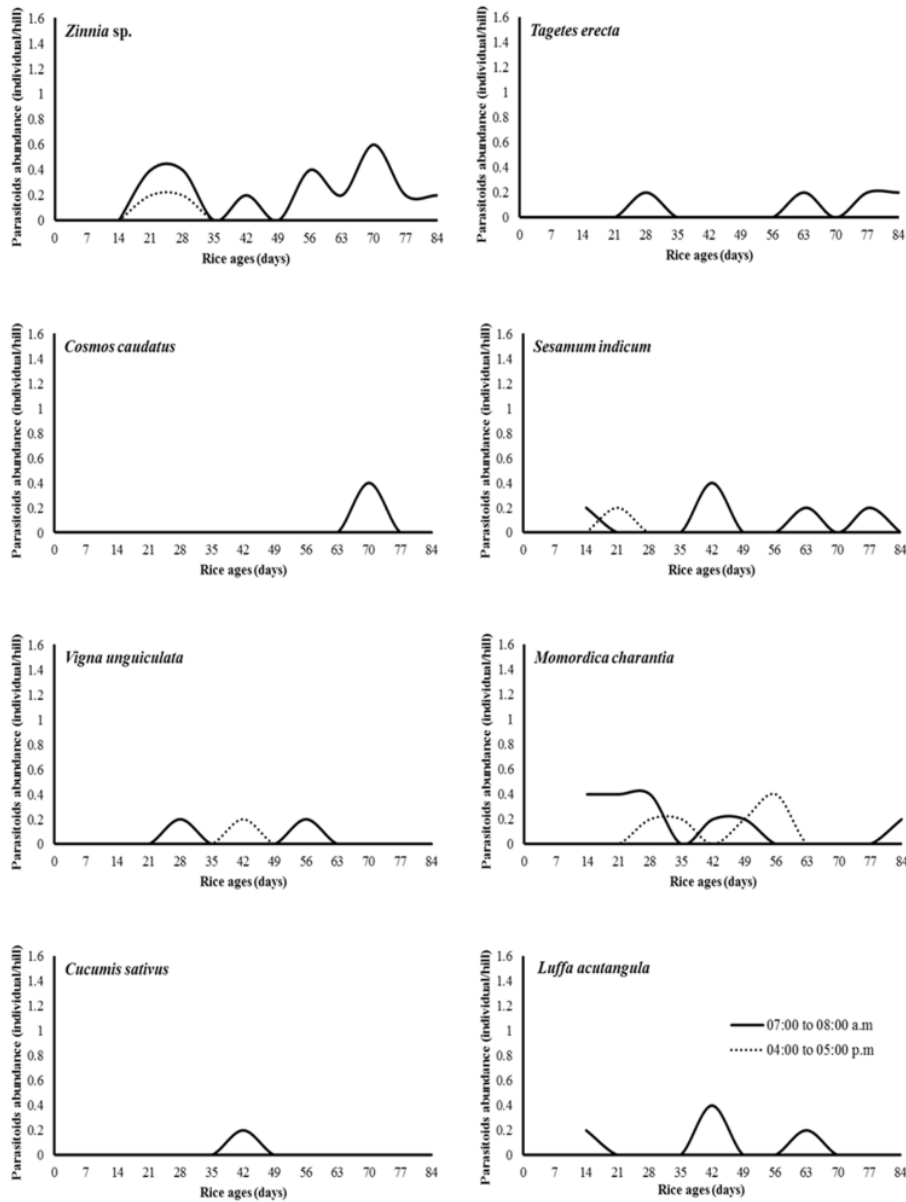 Zinnia sp.
Parasitoids abundance (individual/hill)
1.6
1.4
1.2
1
0.8
0.6
0.4
0.2
0
0 7 14 21 28 35 42 49 56 63 70 77 84
Rice ages (days)
Tagetes erecta
Parasitoids abundance (individual/hill)
1.6
1.4
1.2
1
0.8
0.6
0.4
0.2
0
0 7 14 21 28 35 42 49 56 63 70 77 84
Rice ages (days)
Cosmos caudatus
Parasitoids abundance (individual/hill)
1.6
1.4
1.2
1
0.8
0.6
0.4
0.2
0
0 7 14 21 28 35 42 49 56 63 70 77 84
Rice ages (days)
Sesamum indicum
Parasitoids abundance (individual/hill)
1.6
1.4
1.2
1
0.8
0.6
0.4
0.2
0
0 7 14 21 28 35 42 49 56 63 70 77 84
Rice ages (days)
Vigna unguiculata
Parasitoids abundance (individual/hill)
1.6
1.4
1.2
1
0.8
0.6
0.4
0.2
0
0 7 14 21 28 35 42 49 56 63 70 77 84
Rice ages (days)
Momordica charantia
Parasitoids abundance (individual/hill)
1.6
1.4
1.2
1
0.8
0.6
0.4
0.2
0
0 7 14 21 28 35 42 49 56 63 70 77 84
Rice ages (days)
Cucumis sativus
Parasitoids abundance (individual/hill)
1.6
1.4
1.2
1
0.8
0.6
0.4
0.2
0
0 7 14 21 28 35 42 49 56 63 70 77 84
Rice ages (days)
Luffa acutangula
Parasitoids abundance (individual/hill)
1.6
1.4
1.2
1
0.8
0.6
0.4
0.2
0
0 7 14 21 28 35 42 49 56 63 70 77 84
Rice ages (days)
07:00 to 08:00 a.m
04:00 to 05:00 p.m